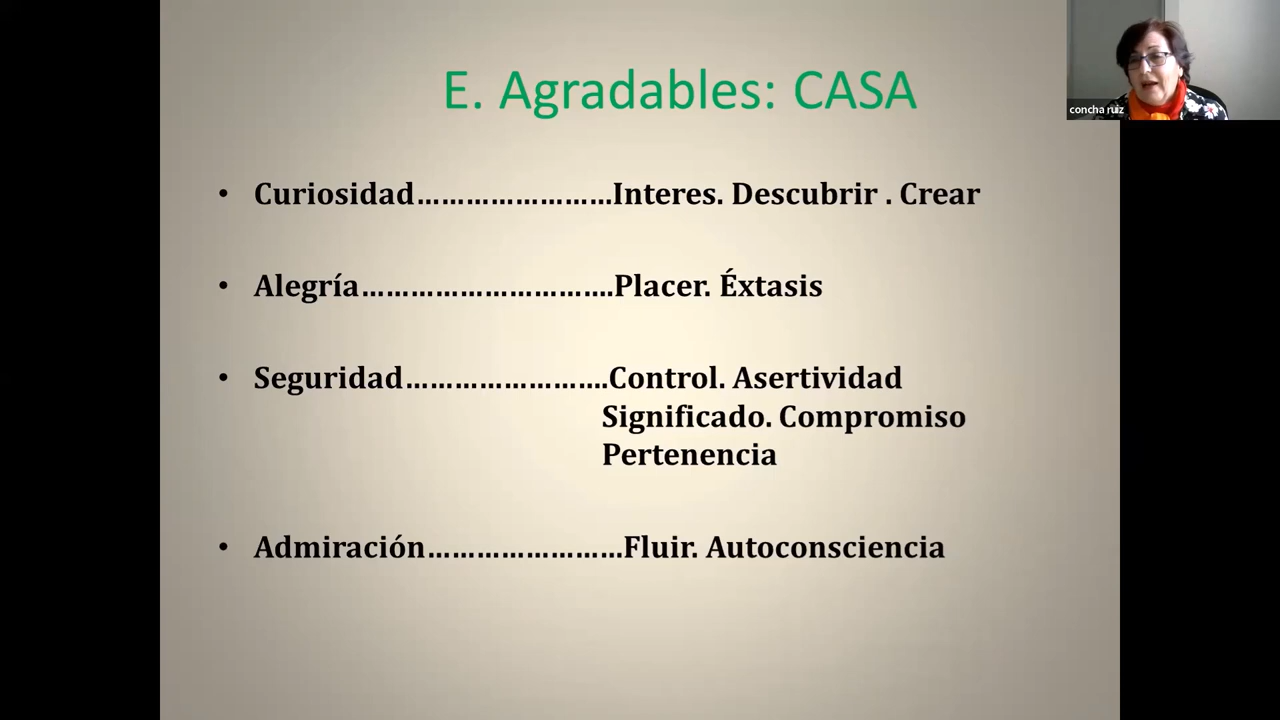 E. Agradables: CASA
concha ruiz
• Curiosidad........................Interes. Descubrir . Crear
• Alegría...............................Placer. Éxtasis
• Seguridad.........................Control. Asertividad
Significado. Compromiso
Pertenencia
• Admiración........................Fluir. Autoconsciencia